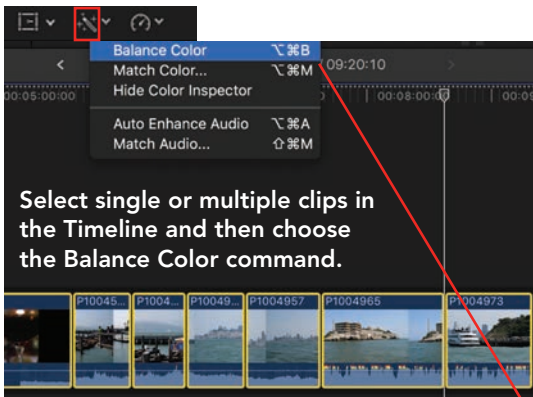 Balance Color ⌥⌘B
<
Match Color... ⌥⌘M
/ 09:20:10
>
Hide Color Inspector
00:05:00:00
00:08:00:00
00:09
Auto Enhance Audio ⌥⌘A
Match Audio... ⇧⌘M
Select single or multiple clips in
the Timeline and then choose
the Balance Color command.
P10045...
P1004...
P10049...
P1004957
P1004965
P1004973